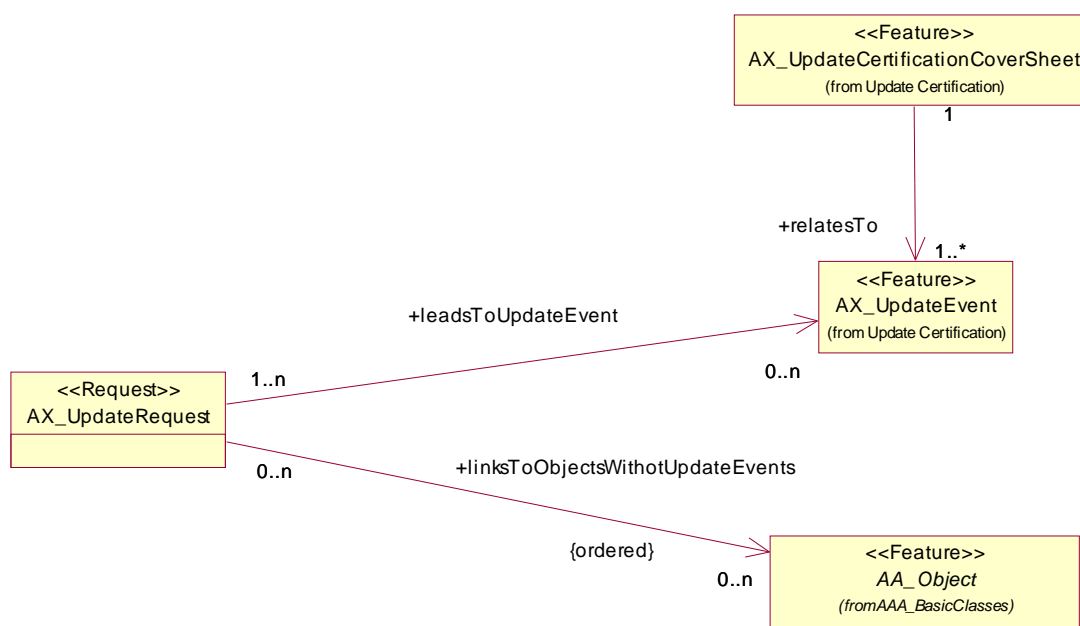 <<Feature>>
AX_UpdateCertificationCoverSheet
(from Update Certification)
1
+relatesTo
1..*
<<Feature>>
AX_UpdateEvent
(from Update Certification)
+leadsToUpdateEvent
0..n
1..n
<<Request>>
AX_UpdateRequest
0..n
+linksToObjectsWithotUpdateEvents
{ordered}
0..n
<<Feature>>
AA_Object
(fromAAA_BasicClasses)